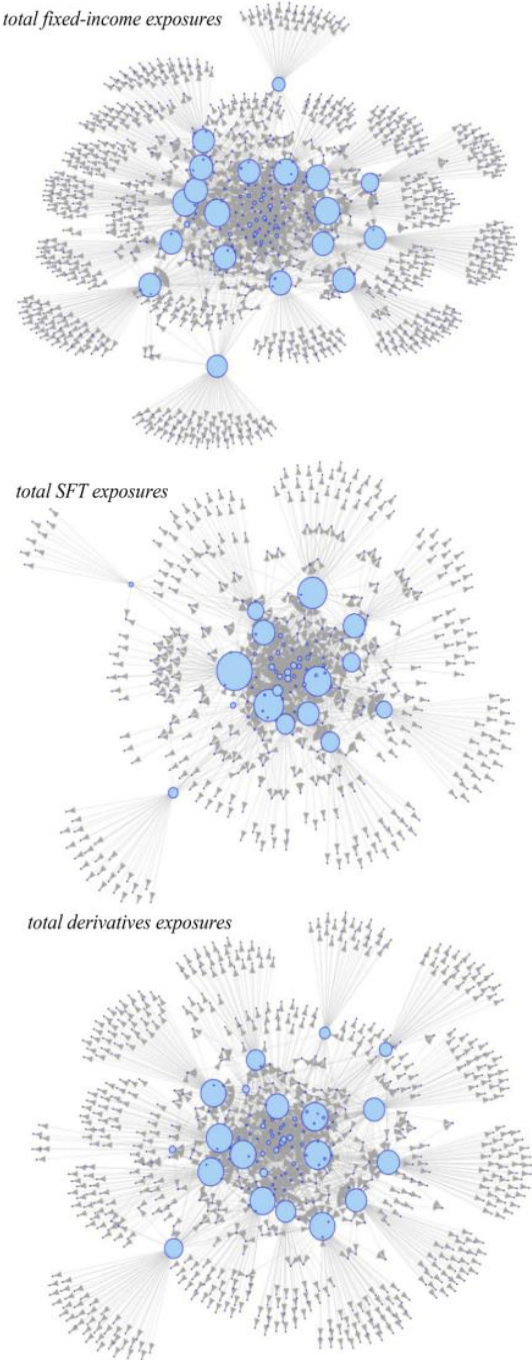 total fixed-income exposures
total SFT exposures
total derivatives exposures